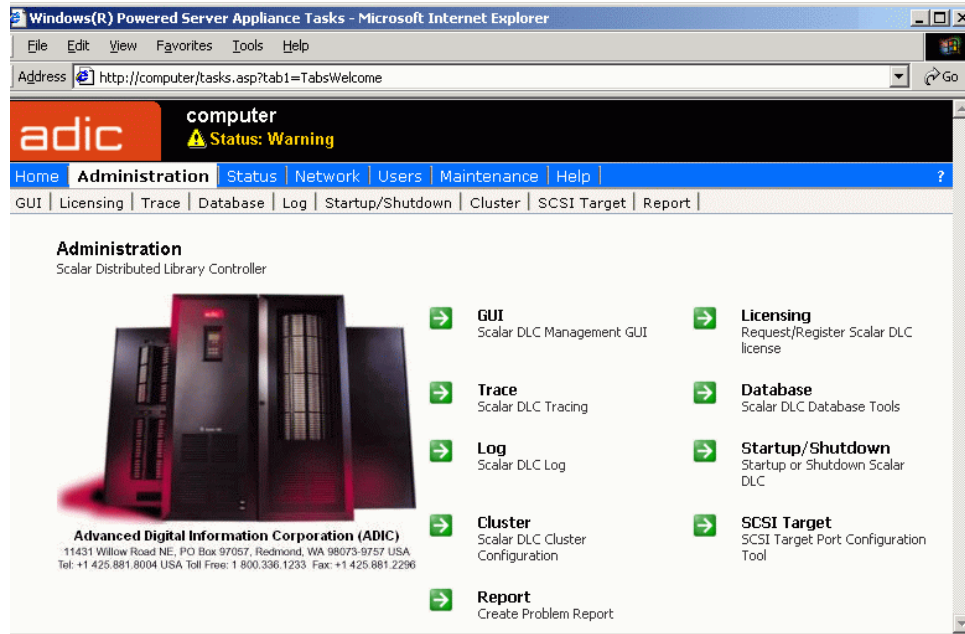 Windows(R) Powered Server Appliance Tasks - Microsoft Internet Explorer
File Edit View Favorites Tools Help
Address http://computer/tasks.asp?tab1=TabsWelcome Go
adic
computer
Status: Warning
Home Administration Status Network Users Maintenance Help ?
GUI Licensing Trace Database Log Startup/Shutdown Cluster SCSI Target Report
Administration
Scalar Distributed Library Controller
GUI
Scalar DLC Management GUI
Licensing
Request/Register Scalar DLC
license
Trace
Scalar DLC Tracing
Database
Scalar DLC Database Tools
Log
Scalar DLC Log
Startup/Shutdown
Startup or Shutdown Scalar
DLC
Cluster
Scalar DLC Cluster
Configuration
SCSI Target
SCSI Target Port Configuration
Tool
Report
Create Problem Report
Advanced Digital Information Corporation (ADIC)
11431 Willow Road NE, PO Box 97057, Redmond, WA 98073-9757 USA
Tel: +1 425.881.8004 USA Toll Free: 1 800.336.1233 Fax: +1 425.881.2296